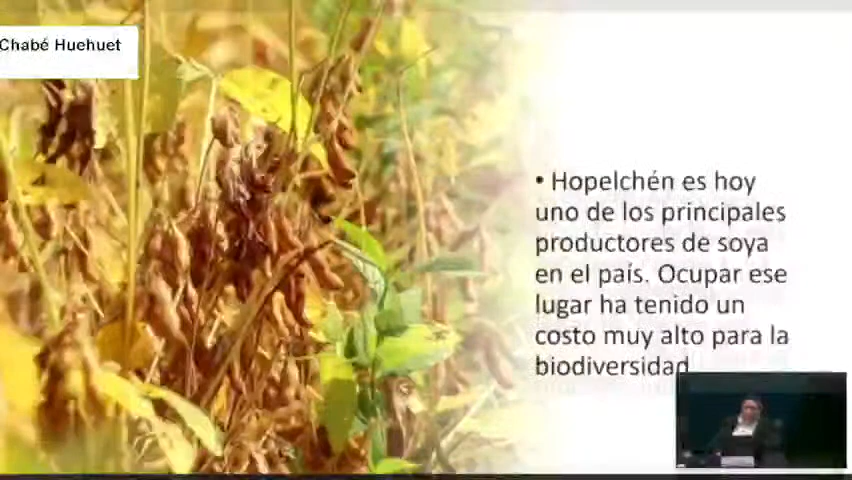 Chabé Huehuet
• Hopelchén es hoy
uno de los principales
productores de soya
en el país. Ocupar ese
lugar ha tenido un
costo muy alto para la
biodiversidad